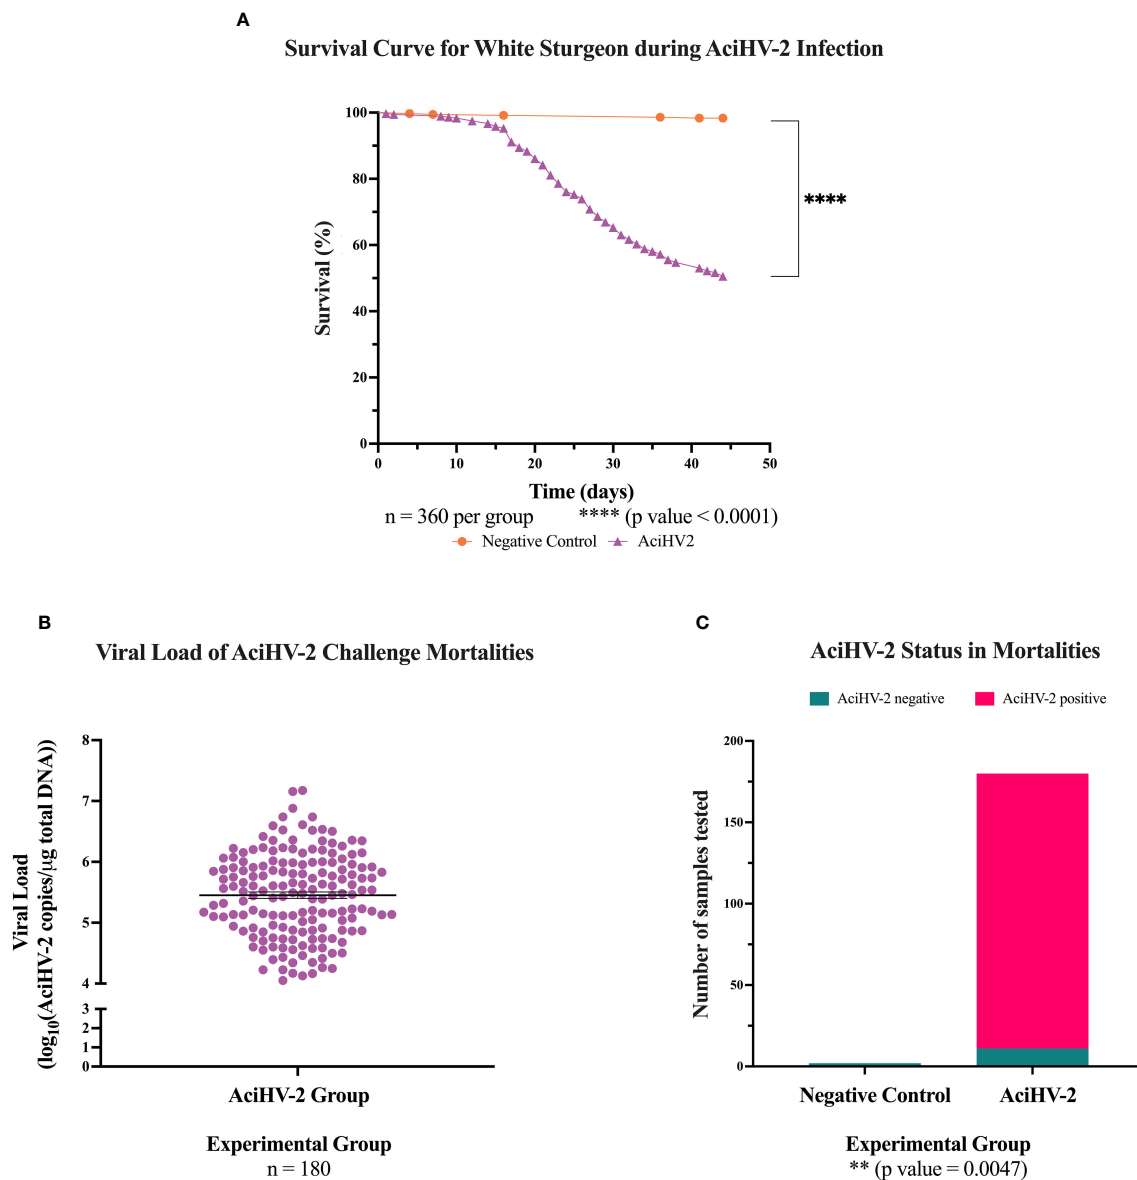 A
Survival Curve for White Sturgeon during AciHV-2 Infection
Survival (%)
100
80
60
40
20
0
0 10 20 30 40 50
****
Time (days)
n = 360 per group **** (p value < 0.0001)
Negative Control AciHV2
B
Viral Load of AciHV-2 Challenge Mortalities
Viral Load
(log10(AciHV-2 copies/µg total DNA))
8
7
6
5
4
3
2
1
0
AciHV-2 Group
Experimental Group
n = 180
C
AciHV-2 Status in Mortalities
AciHV-2 negative AciHV-2 positive
Number of samples tested
200
150
100
50
0
Negative Control AciHV-2
Experimental Group
** (p value = 0.0047)